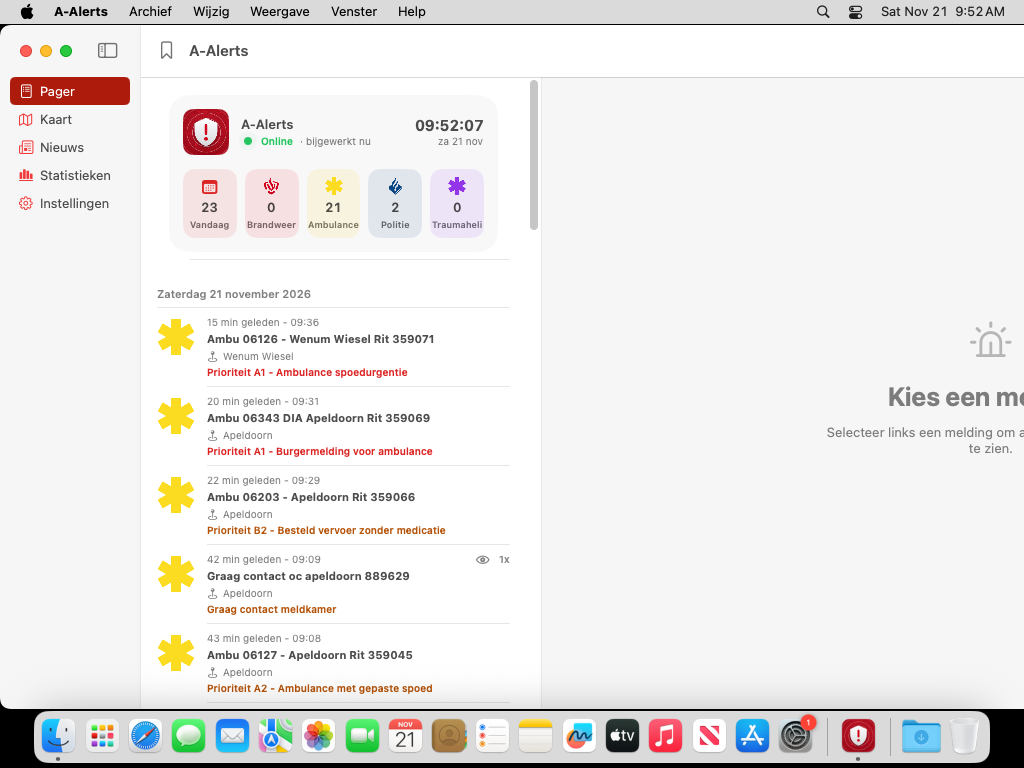 A-Alerts Archief Wijzig Weergave Venster Help Sat Nov 21 9:52 AM
A-Alerts
Pager
Kaart
Nieuws
Statistieken
Instellingen
A-Alerts
Online · bijgewerkt nu
09:52:07
za 21 nov
23
Vandaag
0
Brandweer
21
Ambulance
2
Politie
0
Traumaheli
Zaterdag 21 november 2026
15 min geleden - 09:36
Ambu 06126 - Wenum Wiesel Rit 359071
Wenum Wiesel
Prioriteit A1 - Ambulance spoedurgentie
20 min geleden - 09:31
Ambu 06343 DIA Apeldoorn Rit 359069
Apeldoorn
Prioriteit A1 - Burgermelding voor ambulance
22 min geleden - 09:29
Ambu 06203 - Apeldoorn Rit 359066
Apeldoorn
Prioriteit B2 - Besteld vervoer zonder medicatie
42 min geleden - 09:09 1x
Graag contact oc apeldoorn 889629
Apeldoorn
Graag contact meldkamer
43 min geleden - 09:08
Ambu 06127 - Apeldoorn Rit 359045
Apeldoorn
Prioriteit A2 - Ambulance met gepaste spoed
Kies een me
Selecteer links een melding om a
te zien.
NOV
21
tv
1